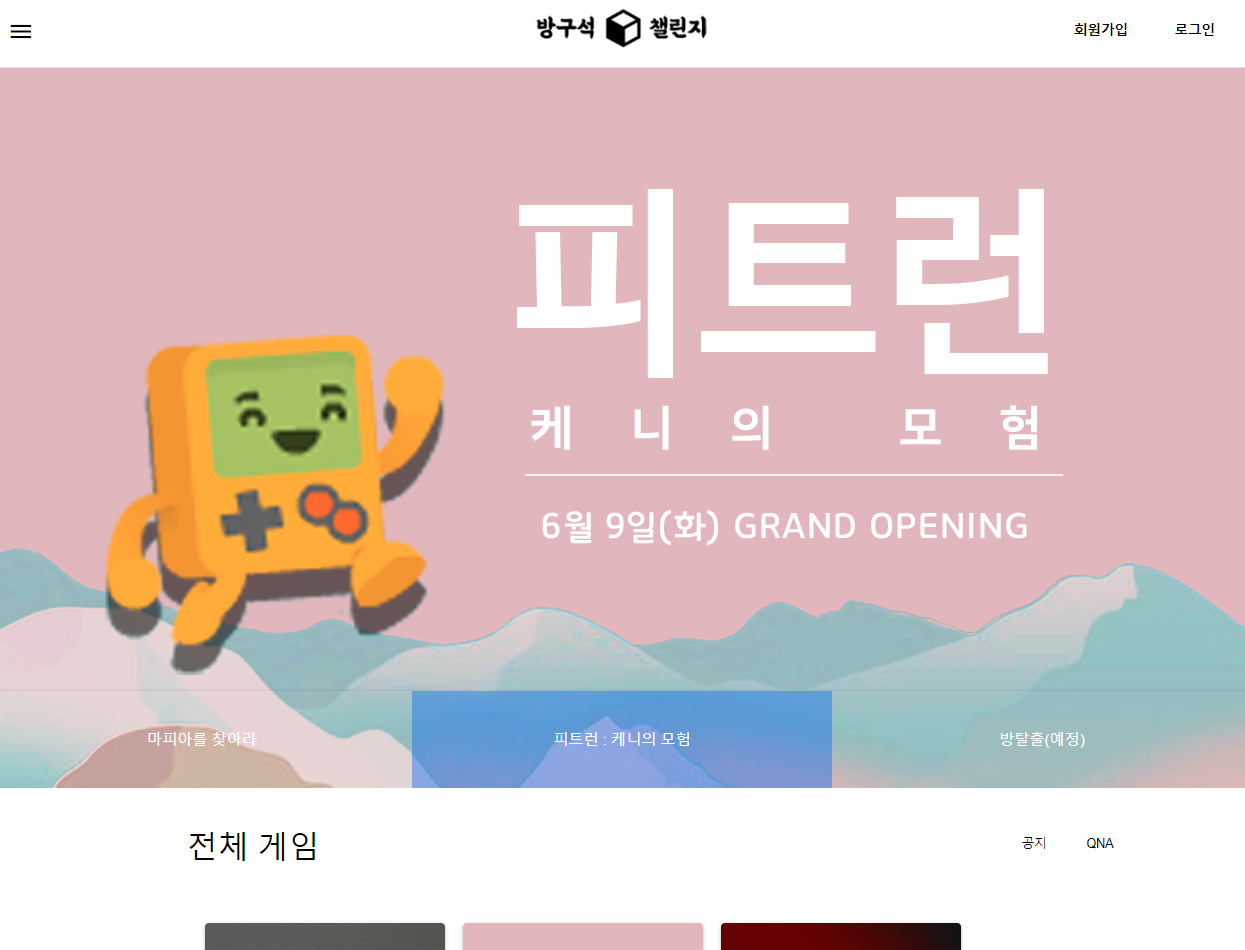 방구석 챌린지
회원가입 로그인
피트런
케니의 모험
6월 9일(화) GRAND OPENING
마피아를 찾아라
피트런 : 케니의 모험
방탈출(예정)
전체 게임
공지 QNA